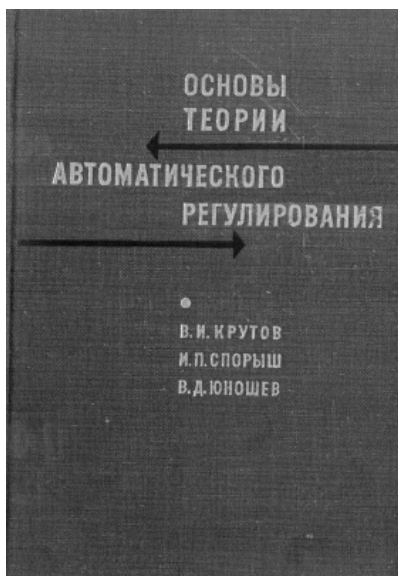 ОСНОВЫ
ТЕОРИИ
АВТОМАТИЧЕСКОГО
РЕГУЛИРОВАНИЯ
В.И.КРУТОВ
И.П.СПОРЫШ
В.Д.ЮНОШЕВ